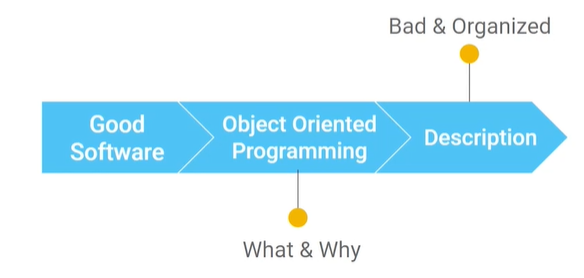 Bad & Organized
Good
Software
Object Oriented
Programming
Description
What & Why